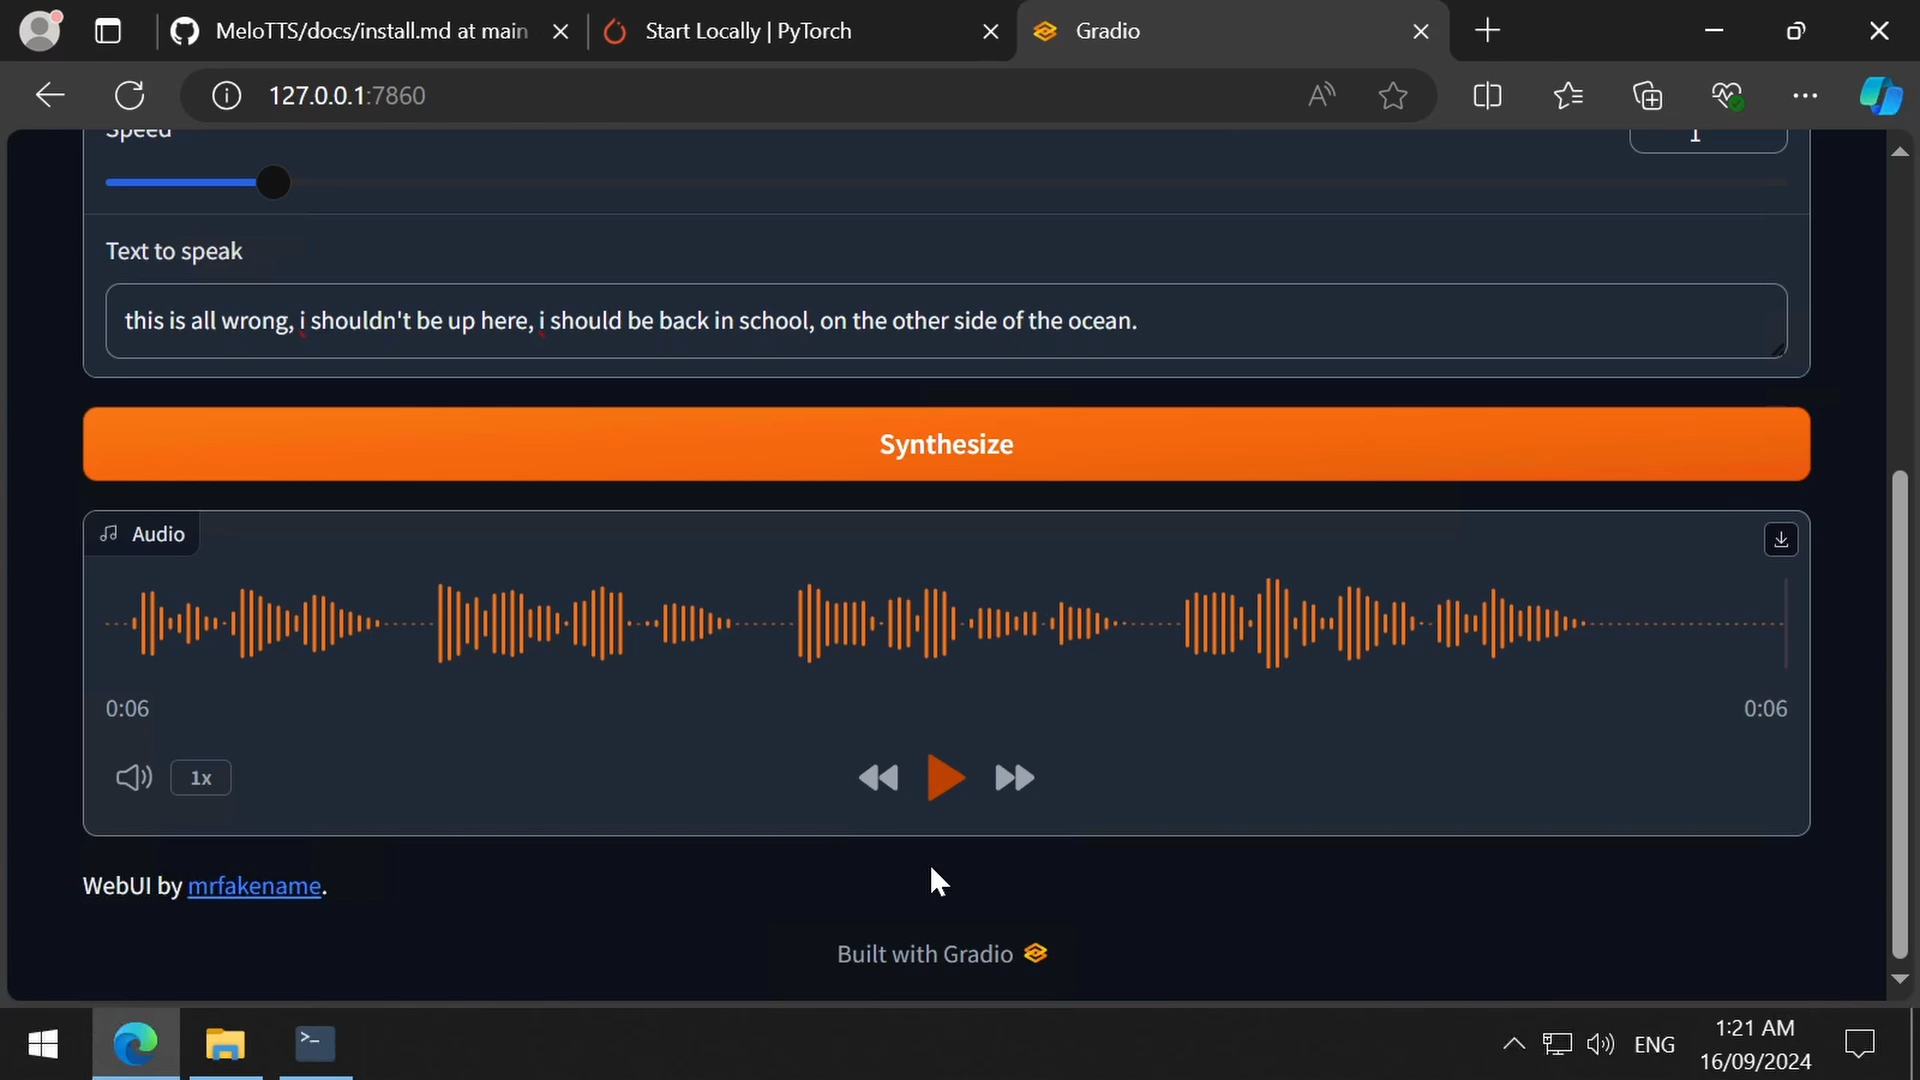 MeloTTS/docs/install.md at main
Start Locally | PyTorch
Gradio
127.0.0.1:7860
Speed
1
Text to speak
this is all wrong, i shouldn't be up here, i should be back in school, on the other side of the ocean.
Synthesize
Audio
0:06
0:06
1x
WebUI by mrfakename.
Built with Gradio
ENG
1:21 AM
16/09/2024